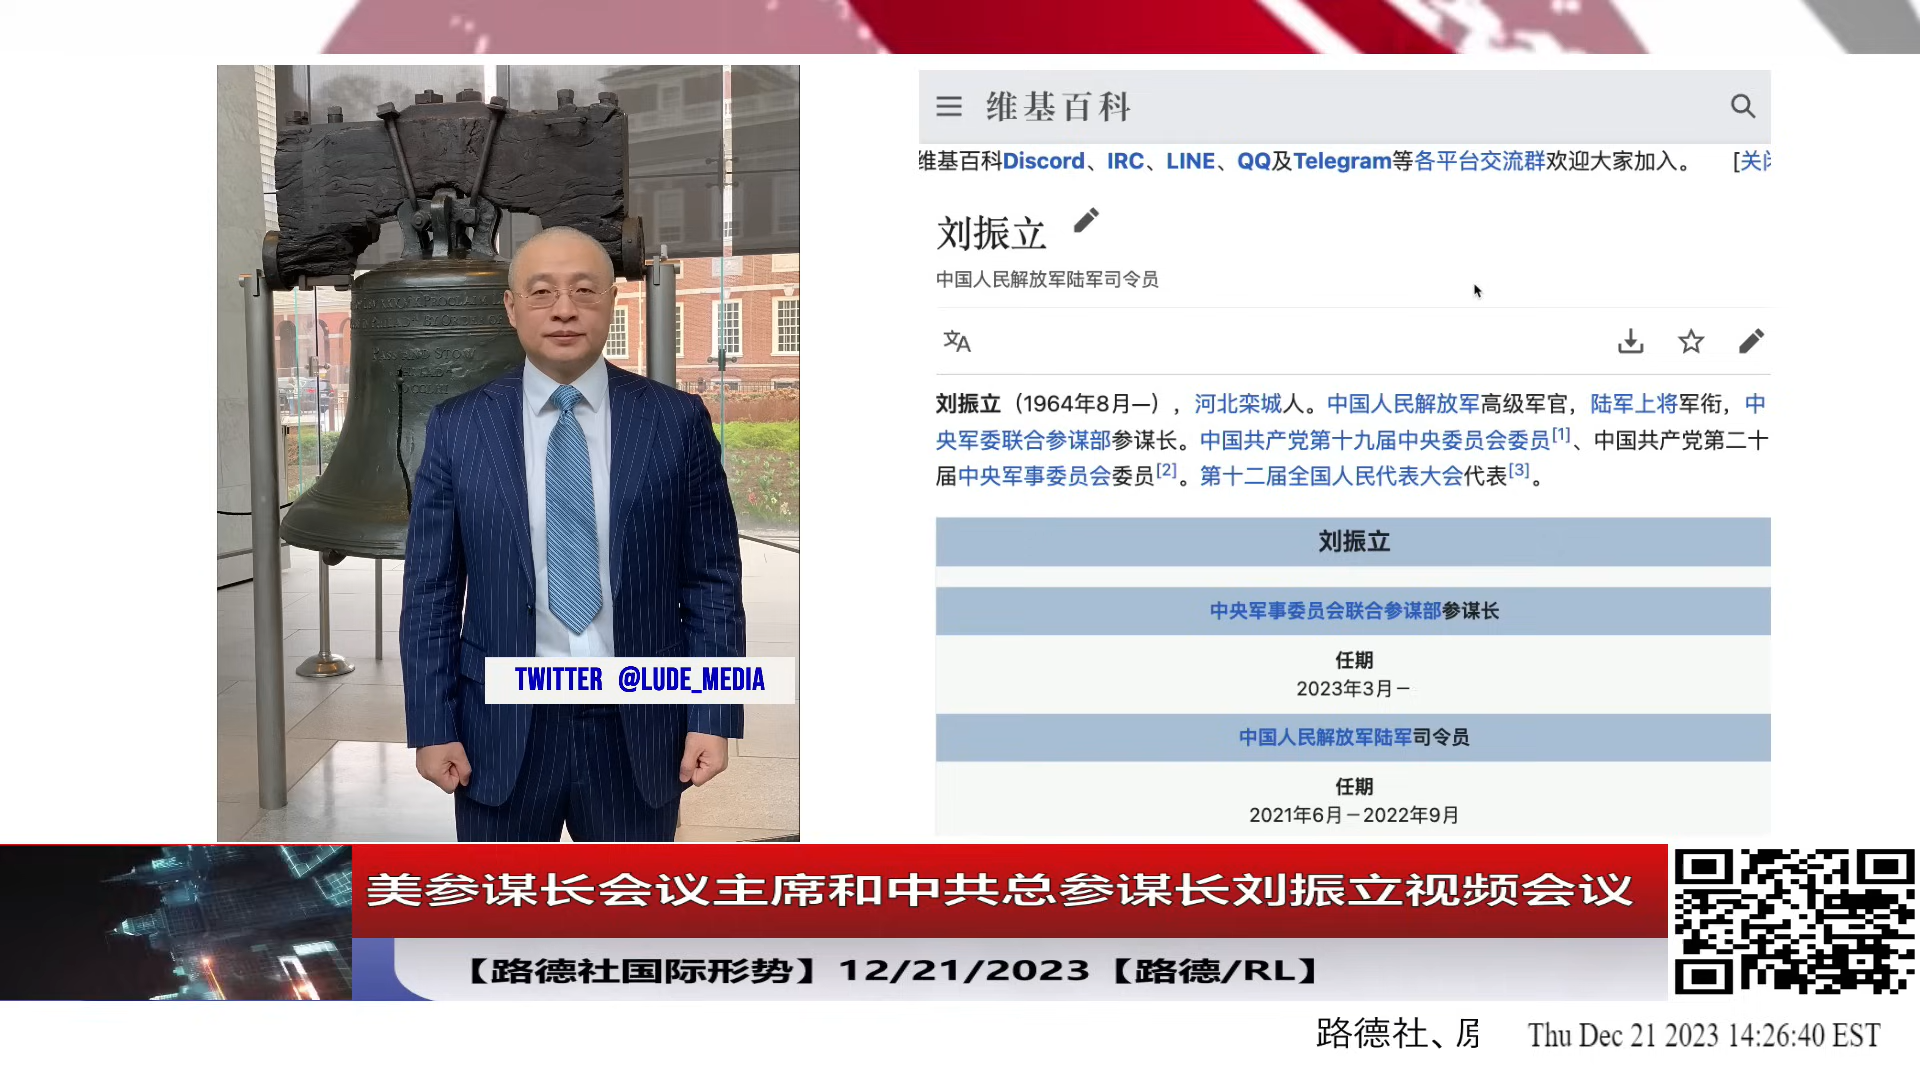 维基百科
维基百科Discord、IRC、LINE、QQ及Telegram等各平台交流群欢迎大家加入。 [关闭
刘振立
中国人民解放军陆军司令员
刘振立（1964年8月—），河北栾城人。中国人民解放军高级军官，陆军上将军衔，中
央军委联合参谋部参谋长。中国共产党第十九届中央委员会委员[1]、中国共产党第二十
届中央军事委员会委员[2]。第十二届全国人民代表大会代表[3]。
刘振立
中央军事委员会联合参谋部参谋长
任期
2023年3月－
中国人民解放军陆军司令员
任期
2021年6月－2022年9月
PASS AND STOW
TWITTER @LUDE_MEDIA
美参谋长会议主席和中共总参谋长刘振立视频会议
【路德社国际形势】12/21/2023【路德/RL】
路德社、
Thu Dec 21 2023 14:26:40 EST